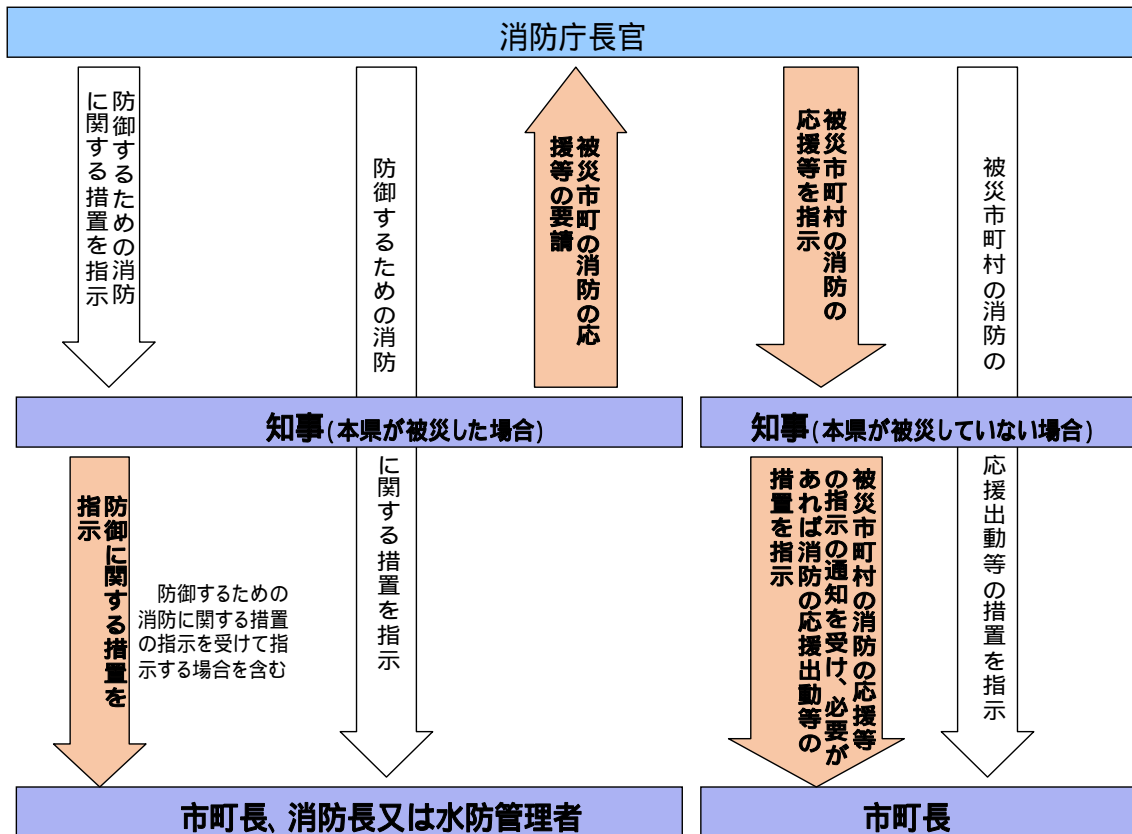 消防庁長官
防御するための消防
に関する措置を指示
防御するための消防
に関する措置を指示
被災市町の消防の応
援等の要請
被災市町村の消防の
応援等を指示
被災市町村の消防の
応援出動等の措置を指示
知事(本県が被災した場合)
知事(本県が被災していない場合)
防御に関する措置を
指示
防御するための
消防に関する措置
の指示を受けて指
示する場合を含む
被災市町村の消防の応援等
の指示の通知を受け、必要が
あれば消防の応援出動等の
措置を指示
市町長、消防長又は水防管理者
市町長